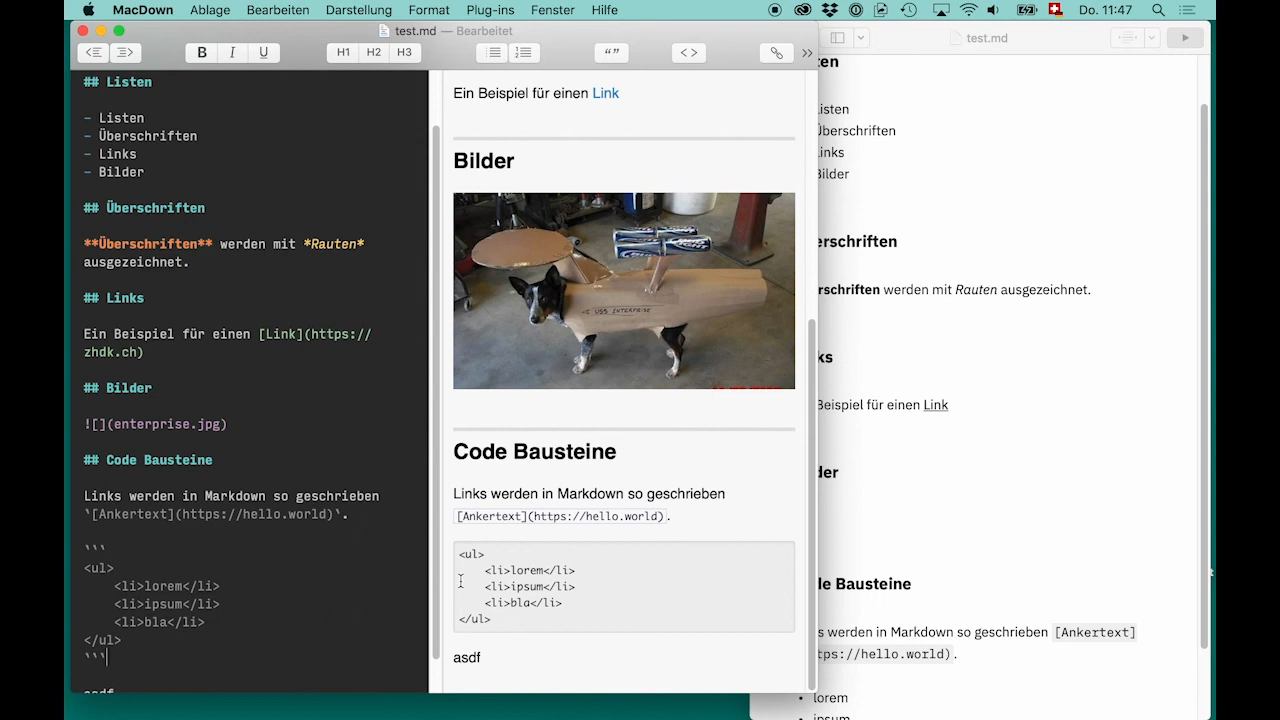 MacDown Ablage Bearbeiten Darstellung Format Plug-ins Fenster Hilfe Do. 11:47
test.md — Bearbeitet
B I U H1 H2 H3 “” < > »
## Listen
- Listen
- Überschriften
- Links
- Bilder
## Überschriften
**Überschriften** werden mit *Rauten*
ausgezeichnet.
## Links
Ein Beispiel für einen [Link](https://
zhdk.ch)
## Bilder
![](enterprise.jpg)
## Code Bausteine
Links werden in Markdown so geschrieben
`[Ankertext](https://hello.world)`.
```
<ul>
<li>lorem</li>
<li>ipsum</li>
<li>bla</li>
</ul>
```
asdf
Ein Beispiel für einen Link
Bilder
USS ENTERPRISE
Code Bausteine
Links werden in Markdown so geschrieben
[Ankertext](https://hello.world).
<ul>
<li>lorem</li>
<li>ipsum</li>
<li>bla</li>
</ul>
asdf
test.md
ten
Listen
Überschriften
Links
Bilder
erschriften
rschriften werden mit Rauten ausgezeichnet.
ks
Beispiel für einen Link
der
le Bausteine
s werden in Markdown so geschrieben [Ankertext]
tps://hello.world).
• lorem
• ipsum